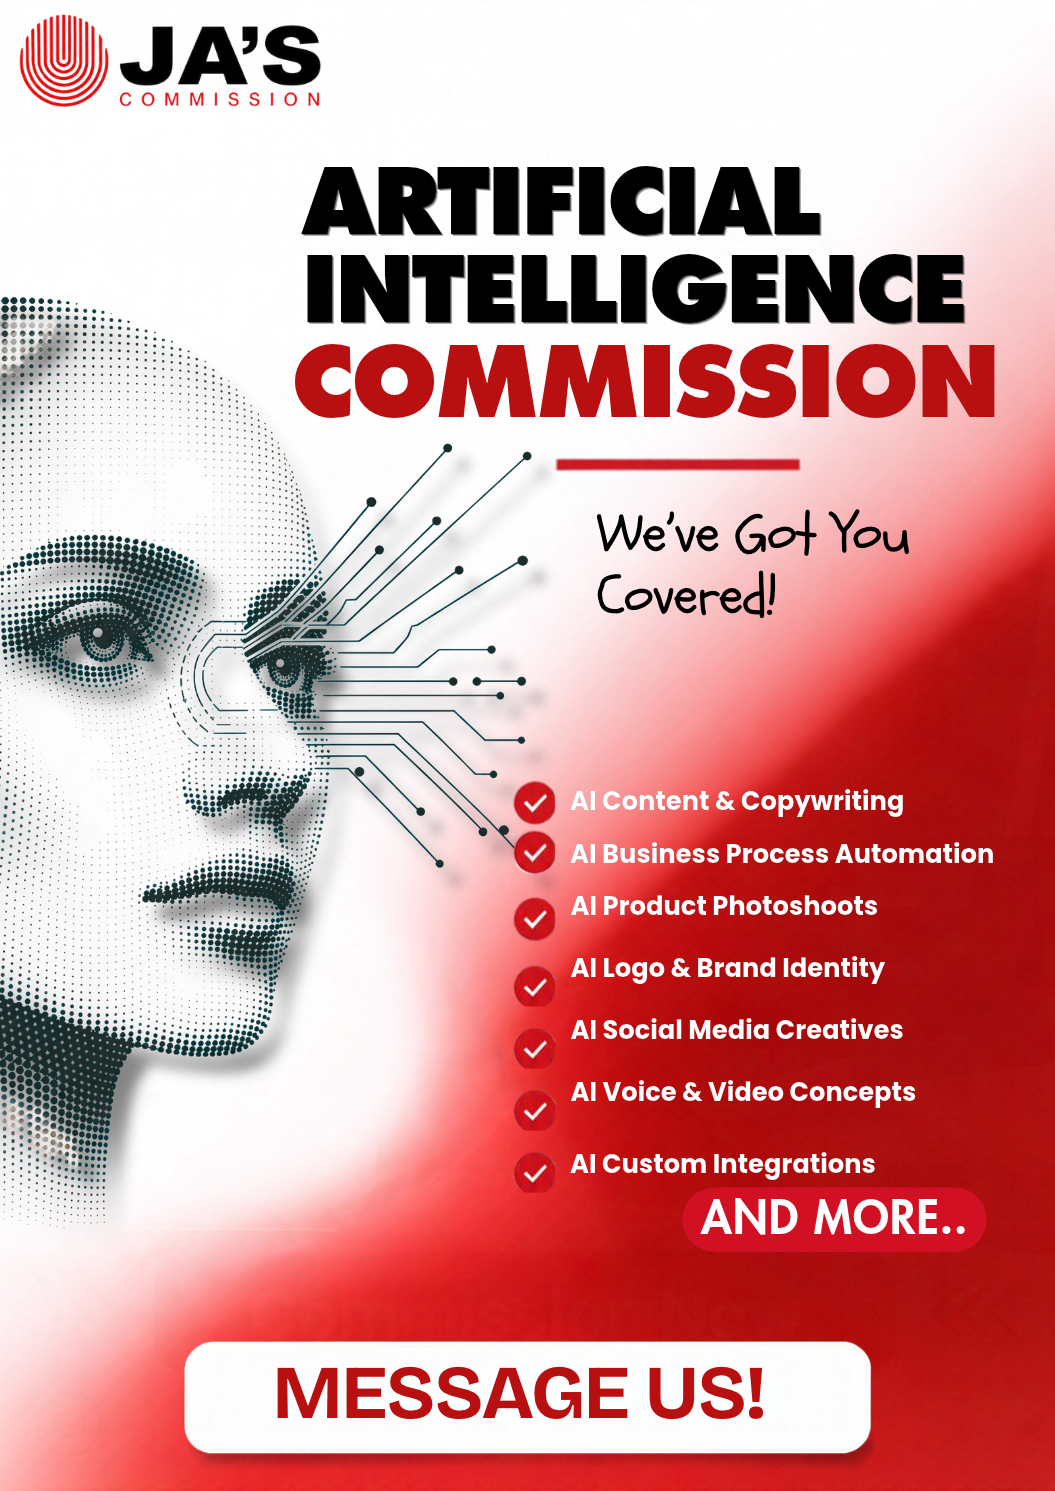 JA'S
COMMISSION
ARTIFICIAL
INTELLIGENCE
COMMISSION
We've Got You
Covered!
AI Content & Copywriting
AI Business Process Automation
AI Product Photoshoots
AI Logo & Brand Identity
AI Social Media Creatives
AI Voice & Video Concepts
AI Custom Integrations
AND MORE..
MESSAGE US!